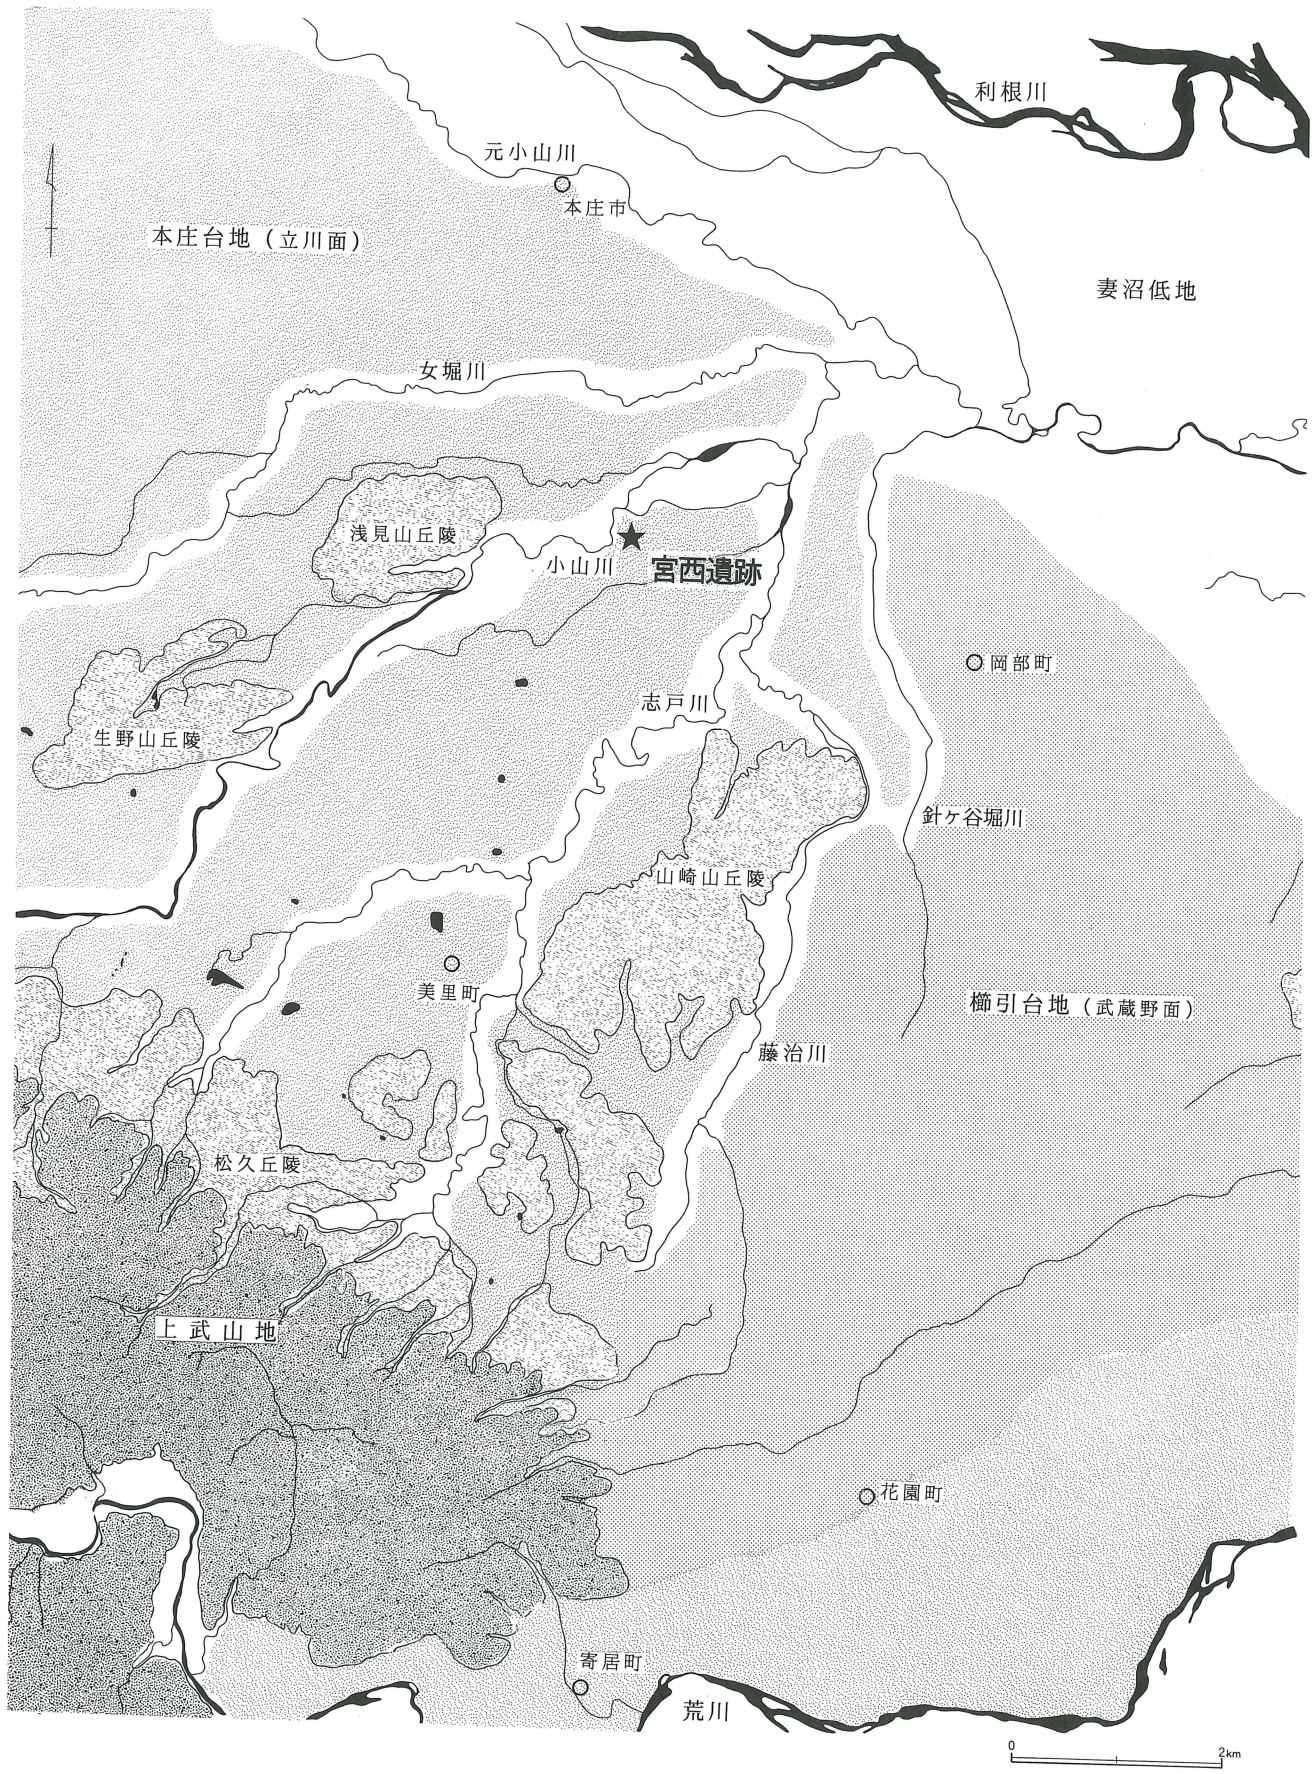 利根川
元小山川
本庄市
本庄台地（立川面）
妻沼低地
女堀川
浅見山丘陵
小山川
宮西遺跡
岡部町
志戸川
生野山丘陵
針ヶ谷堀川
山崎山丘陵
美里町
櫛引台地（武蔵野面）
藤治川
松久丘陵
上武山地
花園町
寄居町
荒川
0 2km